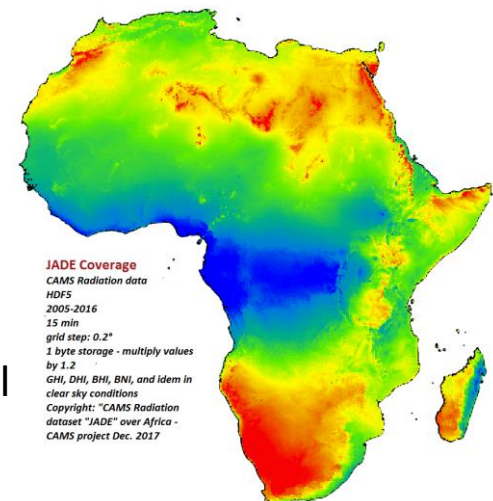 JADE Coverage
CAMS Radiation data
HDF5
2005-2016
15 min
grid step: 0.2°
1 byte storage - multiply values
by 1.2
GHI, DHI, BHI, BNI, and idem in
clear sky conditions
Copyright: "CAMS Radiation
dataset "JADE" over Africa -
CAMS project Dec. 2017